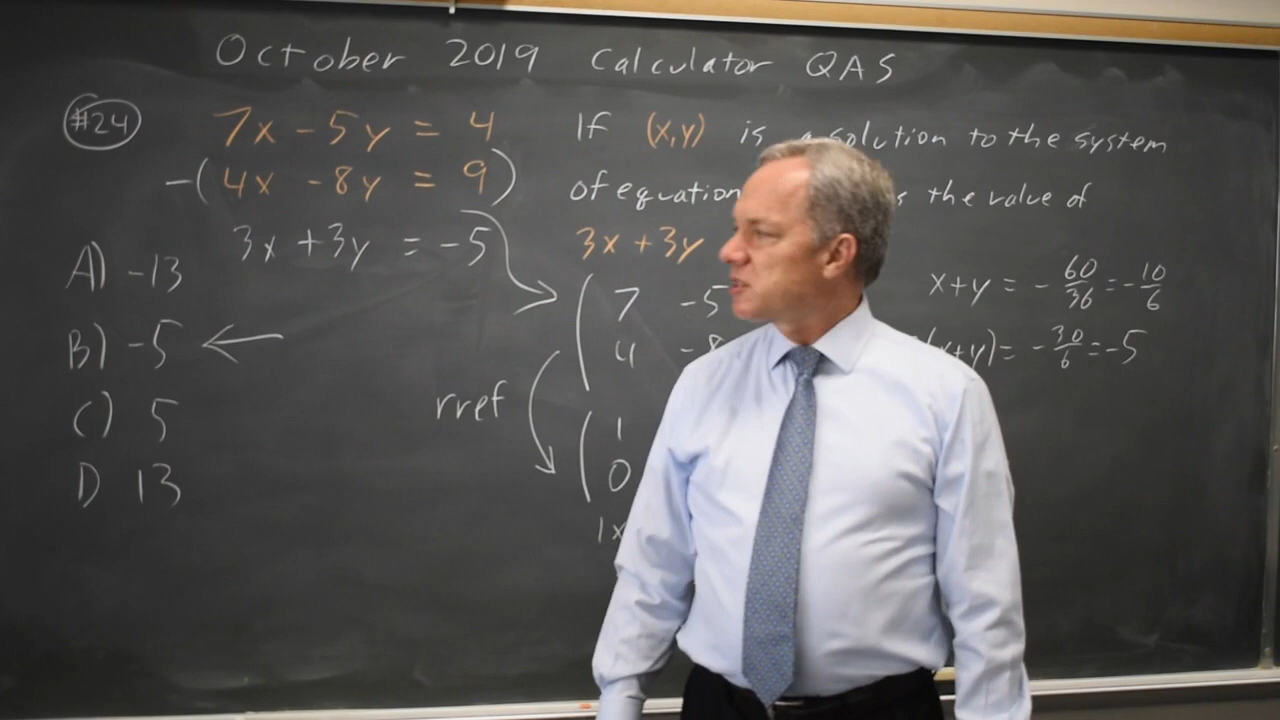 October 2019 Calculator QAS
#24
7x - 5y = 4
-(4x - 8y = 9)
3x + 3y = -5
A) -13
B) -5 ←
C) 5
D 13
If (x,y) is a solution to the system
of equation the value of
3x + 3y
7 -5
4 -8
rref
1
0
1x
x+y = - 60/36 = - 10/6
(x+y) = - 30/6 = -5